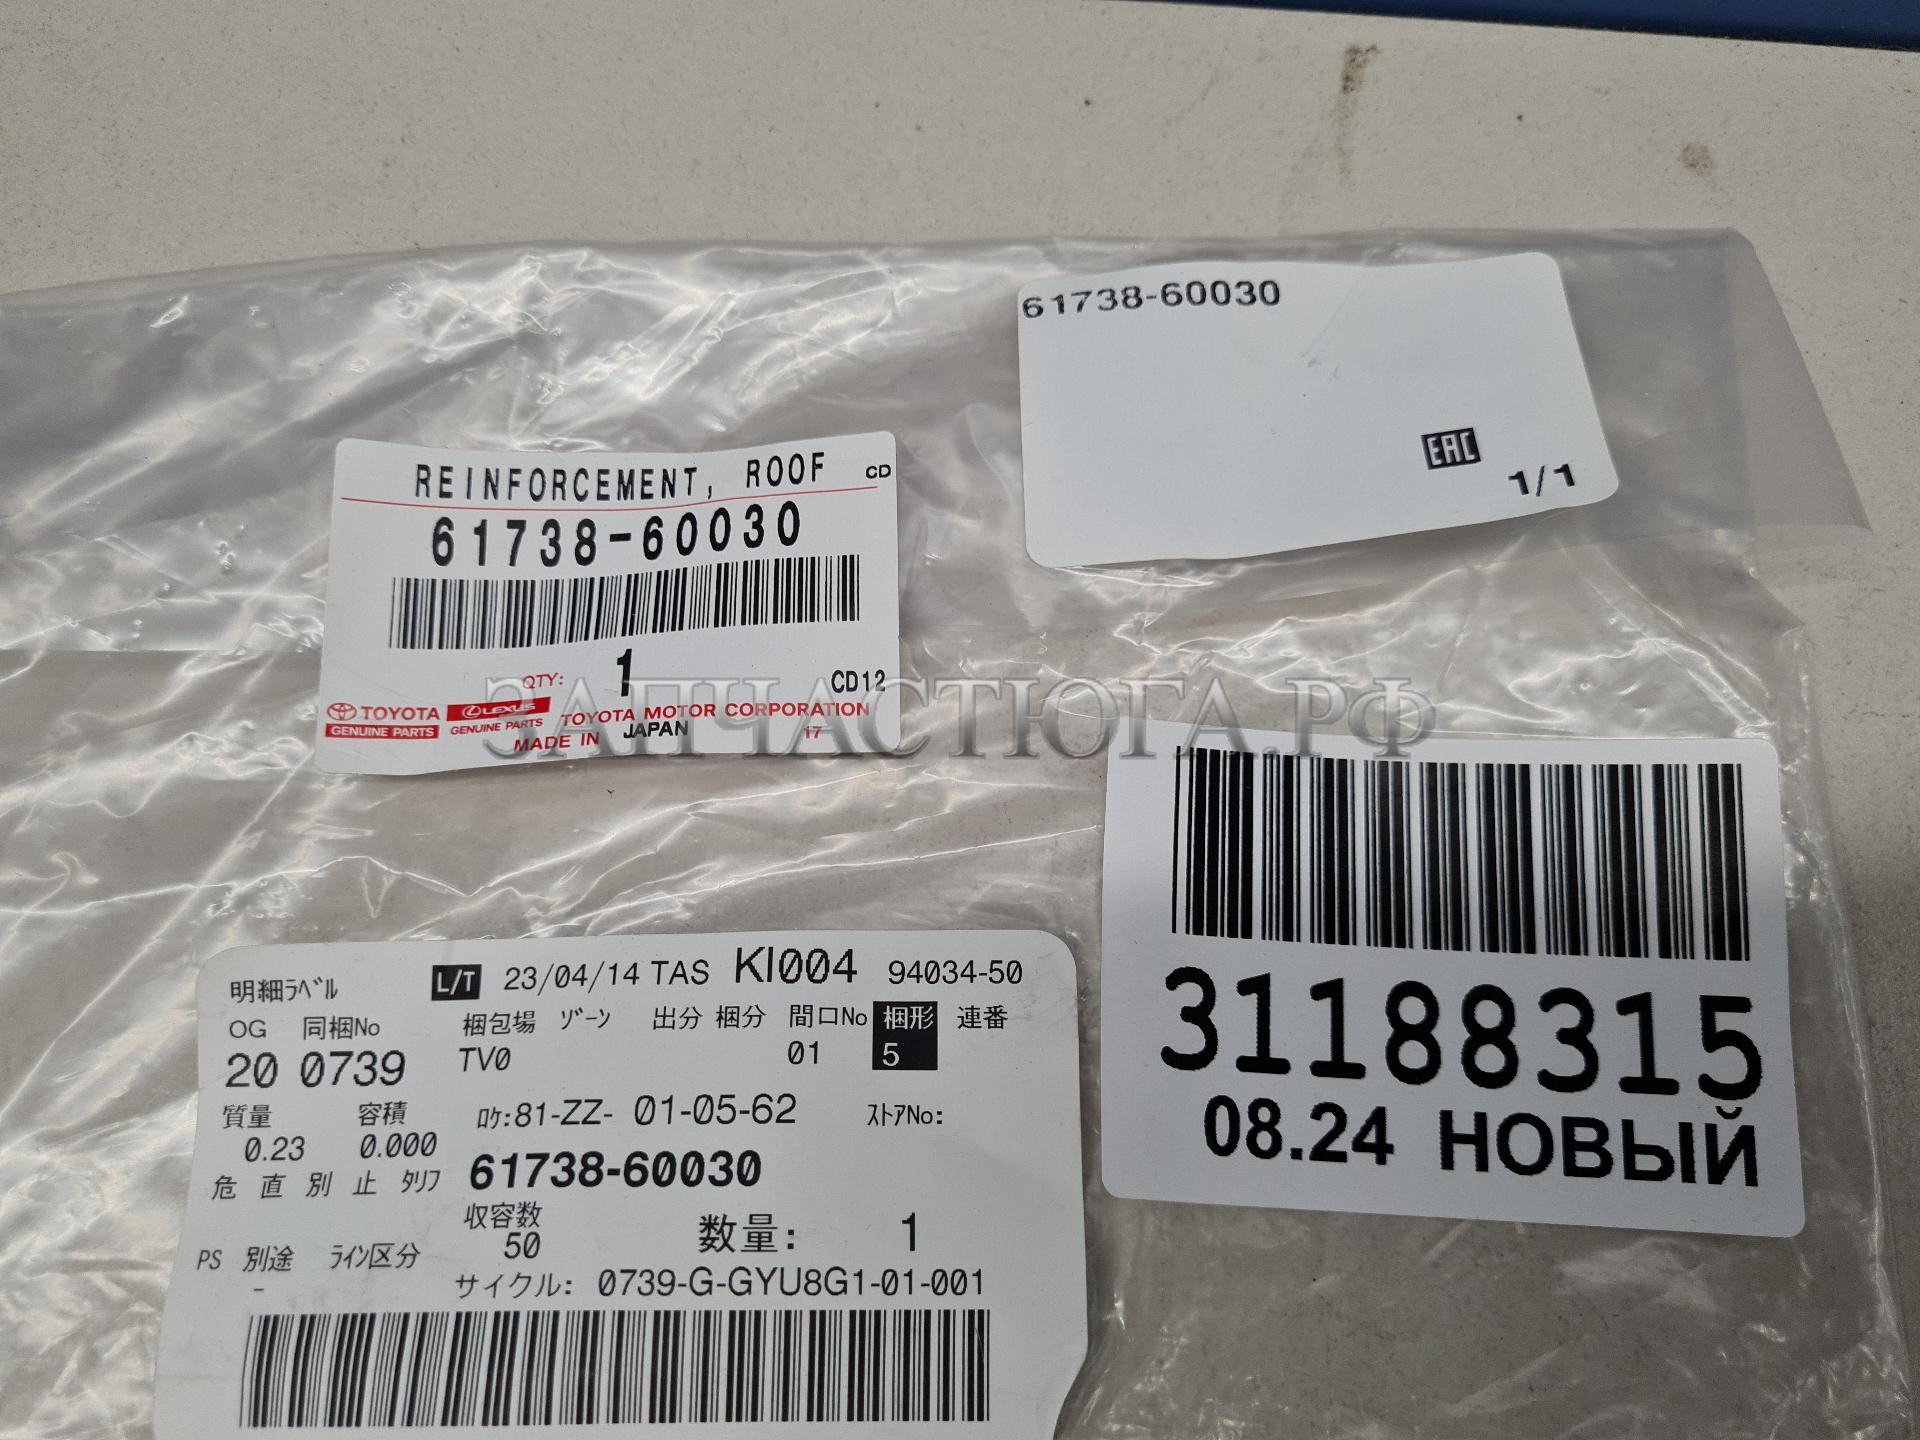 61738-60030
EAC
1/1
REINFORCEMENT, ROOF CD
61738-60030
QTY: 1 CD12
TOYOTA LEXUS TOYOTA MOTOR CORPORATION
GENUINE PARTS GENUINE PARTS MADE IN JAPAN 17
ЗАПЧАСТЮГА.РФ
31188315
08.24 НОВЫЙ
明細ﾗﾍﾞﾙ L/T 23/04/14 TAS KI004 94034-50
OG 同梱No 梱包場 ｿﾞｰﾝ 出分 梱分 間口No 梱形 連番
20 0739 TV0 01 5
質量 容積 ﾛｹ:81-ZZ- 01-05-62 ｽﾄｱNo:
0.23 0.000
危 直 別 止 ﾀﾘﾌ 61738-60030
収容数 数量: 1
PS 別途 ﾗｲﾝ区分 50
- サイクル: 0739-G-GYU8G1-01-001